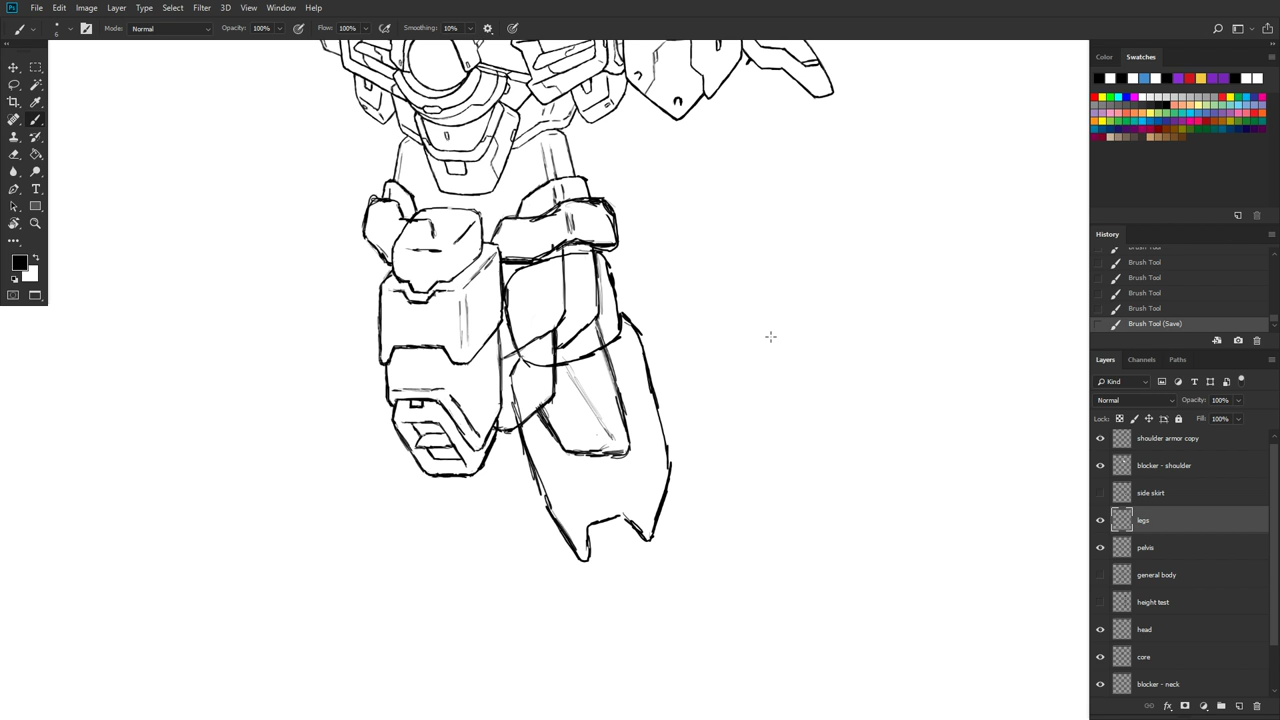 Ps File Edit Image Layer Type Select Filter 3D View Window Help
6 Mode: Normal Opacity: 100% Flow: 100% Smoothing: 10%
Color Swatches
History
Brush Tool
Brush Tool
Brush Tool
Brush Tool
Brush Tool (Save)
Layers Channels Paths
Kind
Normal Opacity: 100%
Lock: Fill: 100%
shoulder armor copy
blocker - shoulder
side skirt
legs
pelvis
general body
height test
head
core
blocker - neck